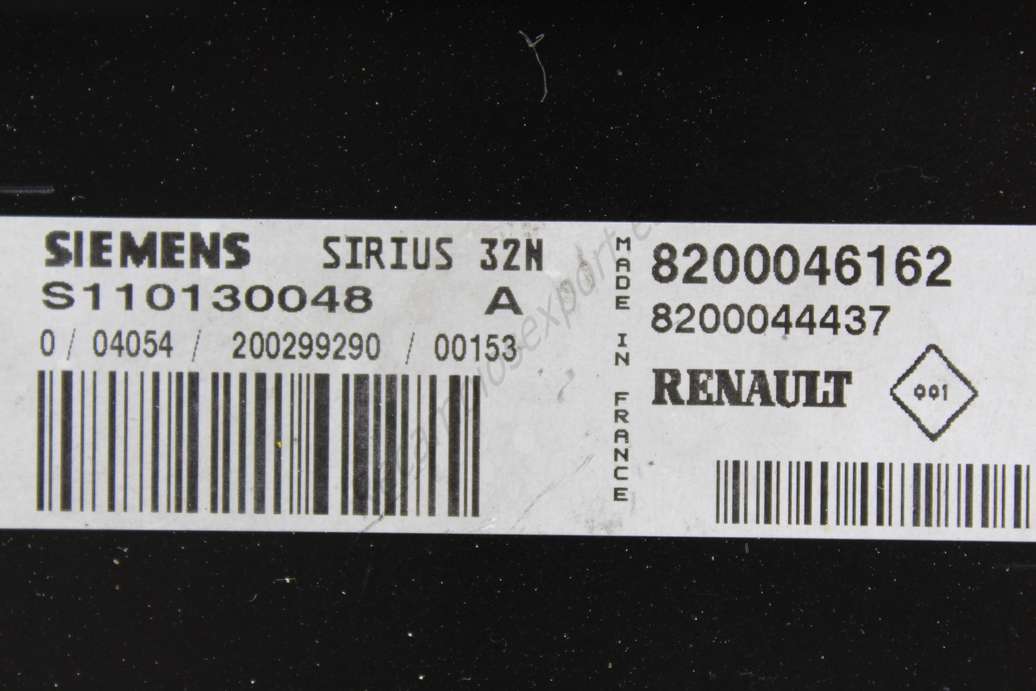 SIEMENS SIRIUS 32N
S110130048 A
0 / 04054 / 200299290 / 00153
MADE IN FRANCE
8200046162
8200044437
RENAULT 001